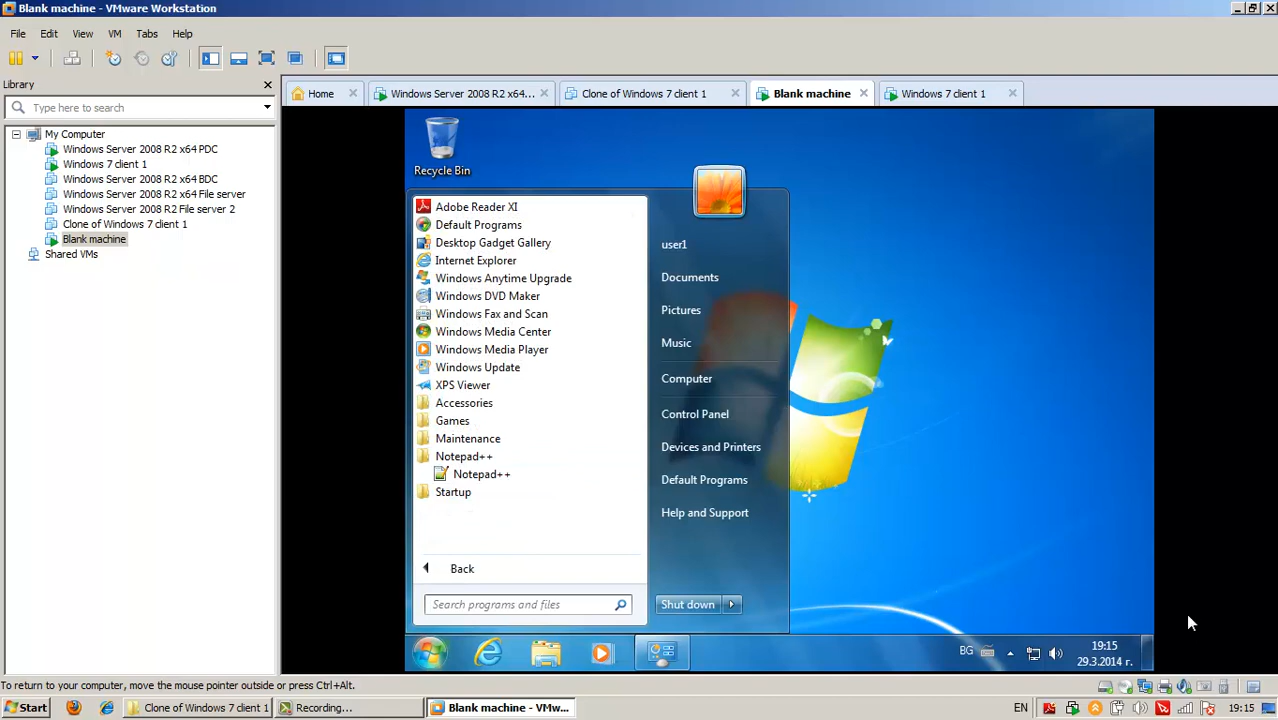 Blank machine - VMware Workstation
File Edit View VM Tabs Help
Library
Type here to search
My Computer
Windows Server 2008 R2 x64 PDC
Windows 7 client 1
Windows Server 2008 R2 x64 BDC
Windows Server 2008 R2 x64 File server
Windows Server 2008 R2 File server 2
Clone of Windows 7 client 1
Blank machine
Shared VMs
Home
Windows Server 2008 R2 x64...
Clone of Windows 7 client 1
Blank machine
Windows 7 client 1
Recycle Bin
Adobe Reader XI
Default Programs
Desktop Gadget Gallery
Internet Explorer
Windows Anytime Upgrade
Windows DVD Maker
Windows Fax and Scan
Windows Media Center
Windows Media Player
Windows Update
XPS Viewer
Accessories
Games
Maintenance
Notepad++
Notepad++
Startup
Back
Search programs and files
user1
Documents
Pictures
Music
Computer
Control Panel
Devices and Printers
Default Programs
Help and Support
Shut down
BG
19:15
29.3.2014 г.
To return to your computer, move the mouse pointer outside or press Ctrl+Alt.
Start
Clone of Windows 7 client 1
Recording...
Blank machine - VMw...
EN
19:15